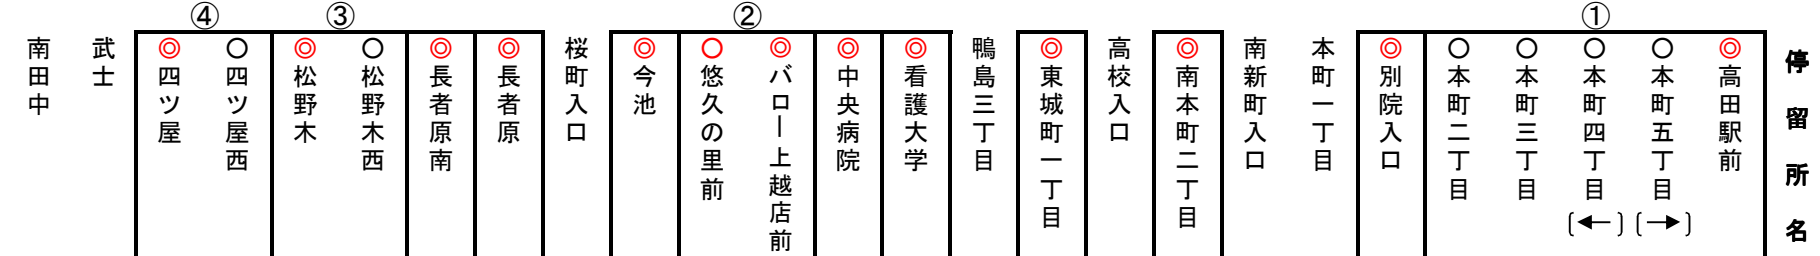 ④ ③ ② ①
停留所名
◎高田駅前
○本町五丁目(→)
○本町四丁目(←)
○本町三丁目
○本町二丁目
◎別院入口
本町一丁目
南新町入口
◎南本町二丁目
高校入口
◎東城町一丁目
鴨島三丁目
◎看護大学
◎中央病院
◎バロー上越店前
○悠久の里前
◎今池
桜町入口
◎長者原
◎長者原南
○松野木西
◎松野木
○四ツ屋西
◎四ツ屋
武士
南田中